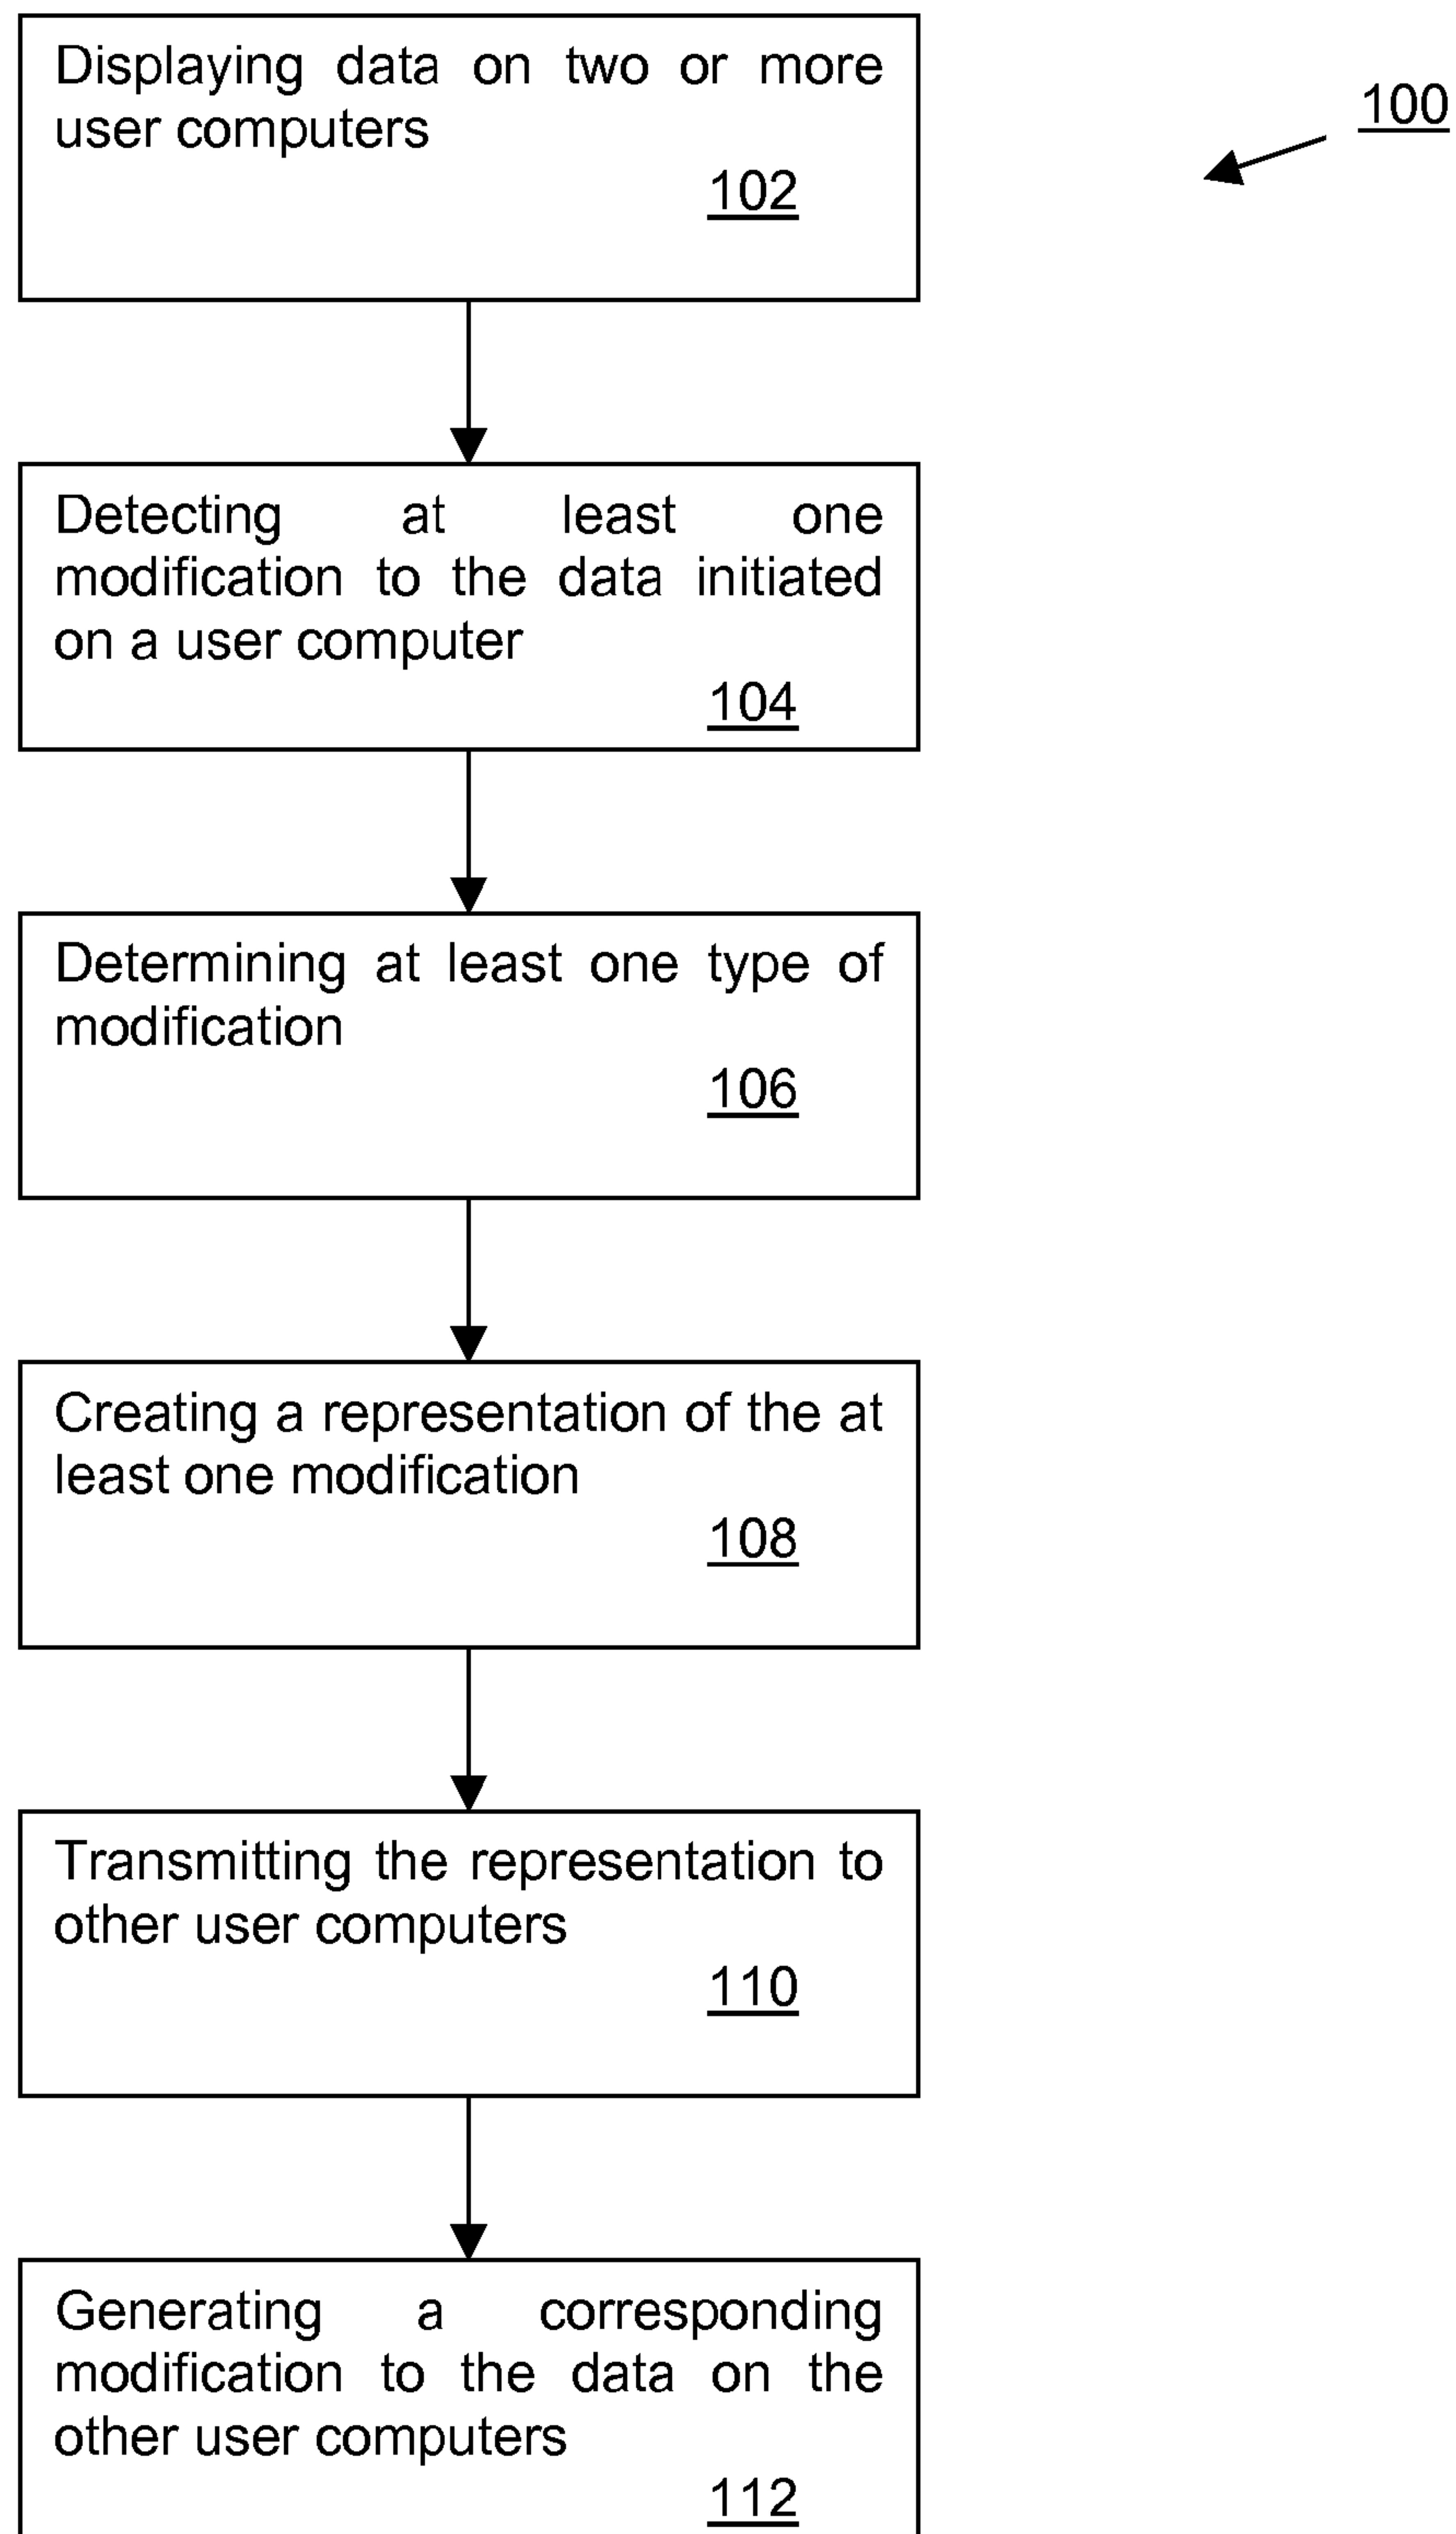 Displaying data on two or more
user computers
102
100
Detecting at least one
modification to the data initiated
on a user computer
104
Determining at least one type of
modification
106
Creating a representation of the at
least one modification
108
Transmitting the representation to
other user computers
110
Generating a corresponding
modification to the data on the
other user computers
112